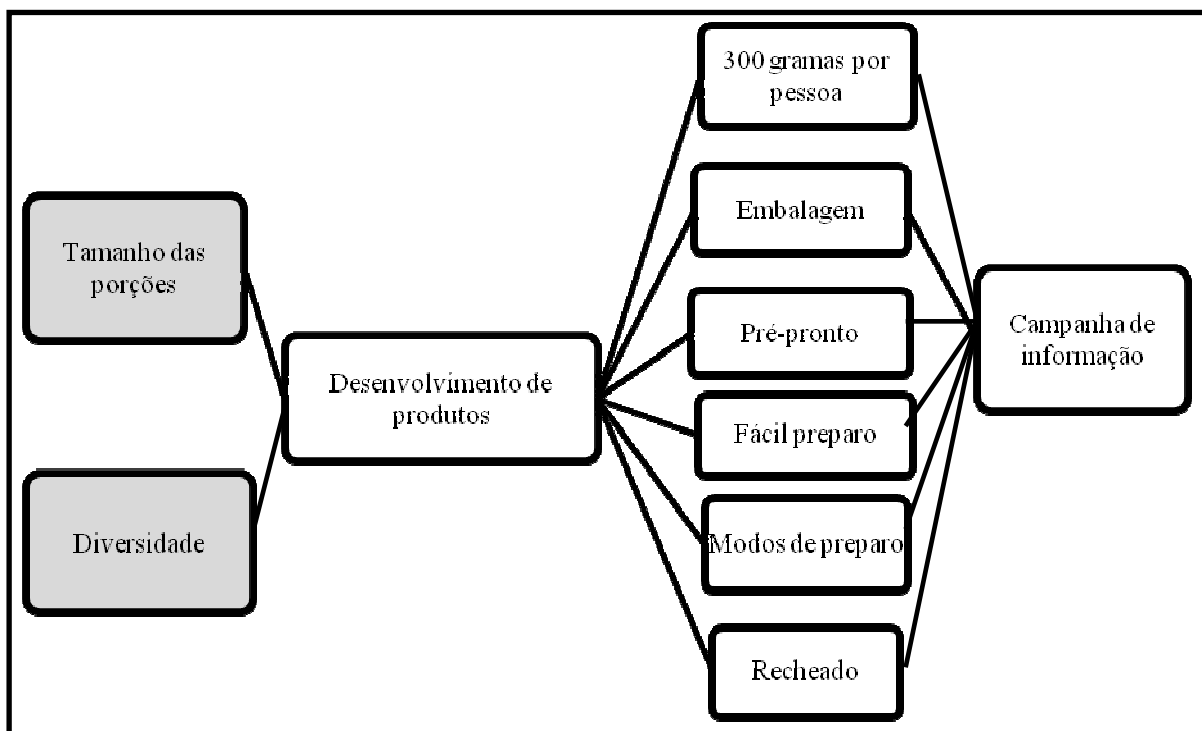 300 gramas por
pessoa
Embalagem
Tamanho das
porções
Pré-pronto
Campanha de
informação
Desenvolvimento de
produtos
Fácil preparo
Diversidade
Modos de preparo
Recheado